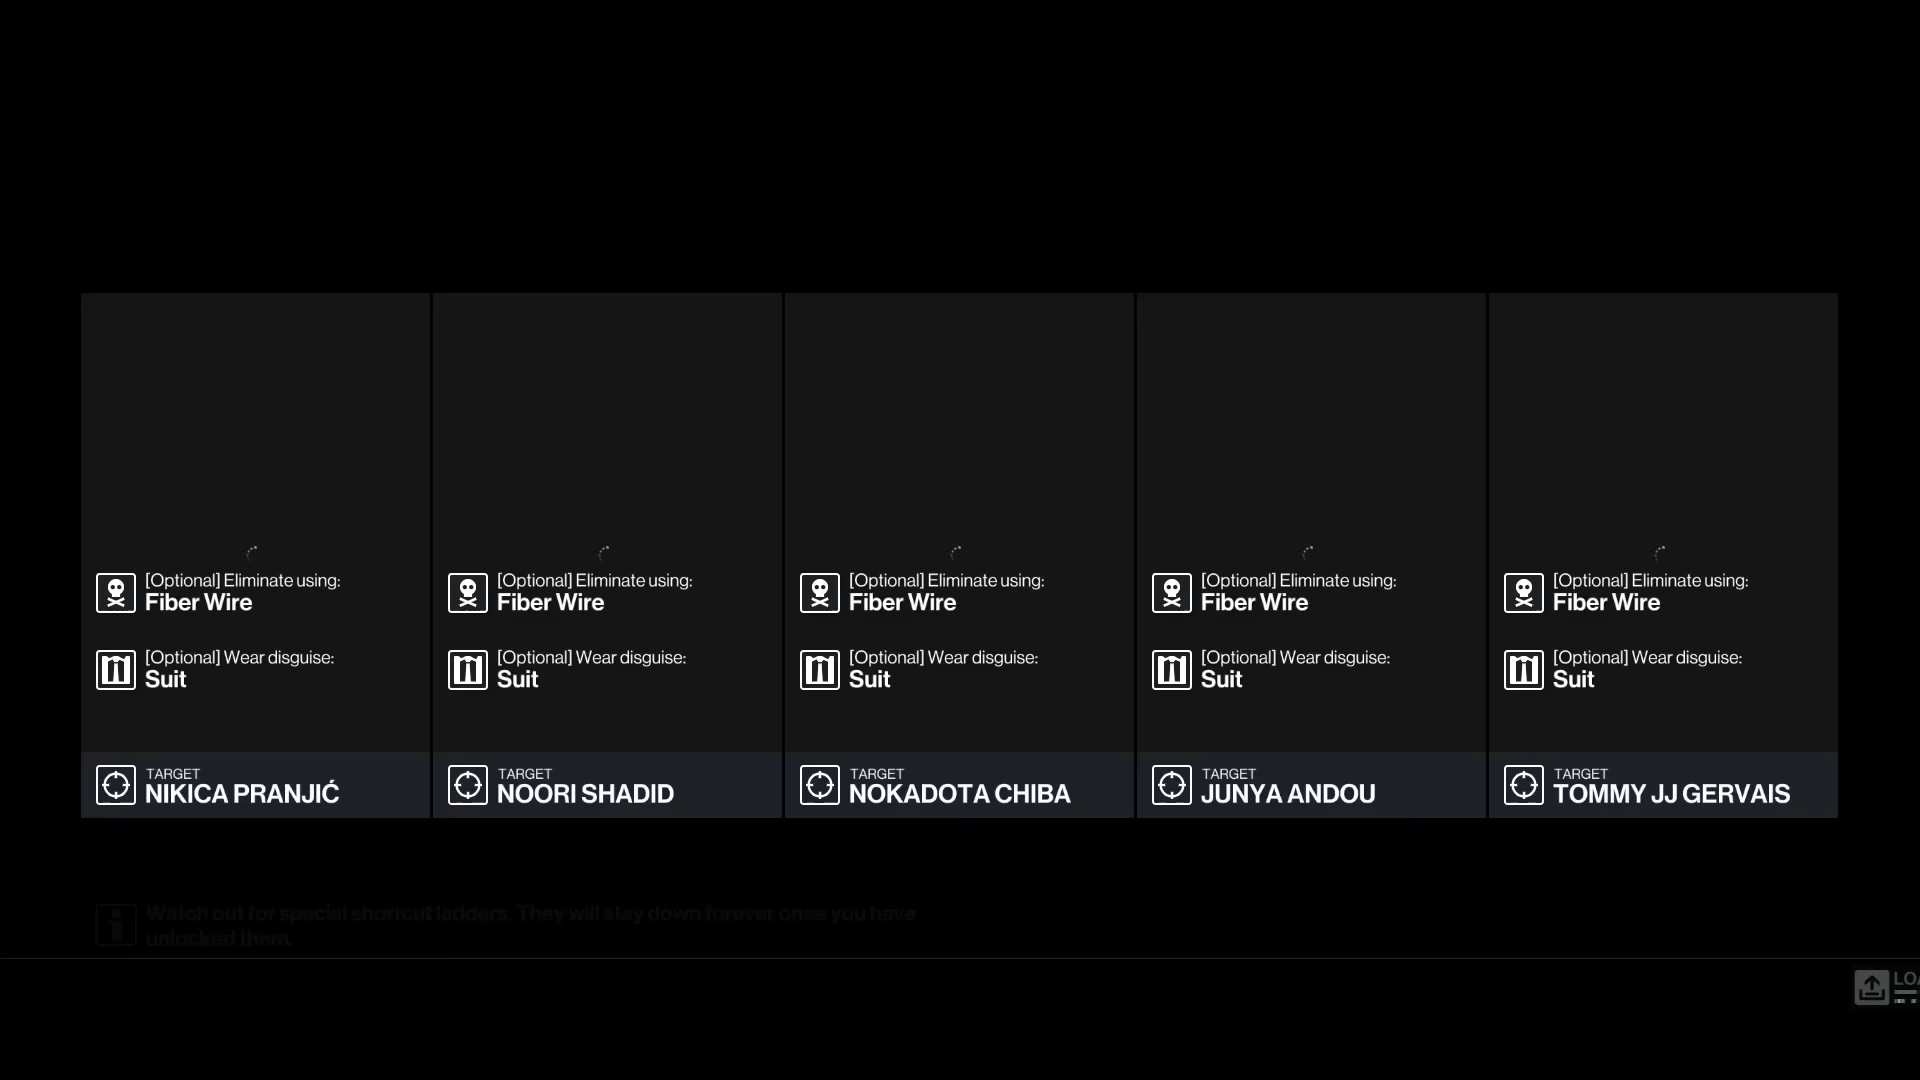 [Optional] Eliminate using:
Fiber Wire
[Optional] Wear disguise:
Suit
TARGET
NIKICA PRANJIĆ
[Optional] Eliminate using:
Fiber Wire
[Optional] Wear disguise:
Suit
TARGET
NOORI SHADID
[Optional] Eliminate using:
Fiber Wire
[Optional] Wear disguise:
Suit
TARGET
NOKADOTA CHIBA
[Optional] Eliminate using:
Fiber Wire
[Optional] Wear disguise:
Suit
TARGET
JUNYA ANDOU
[Optional] Eliminate using:
Fiber Wire
[Optional] Wear disguise:
Suit
TARGET
TOMMY JJ GERVAIS
Watch out for special shortcut ladders. They will stay down forever once you have
unlocked them.